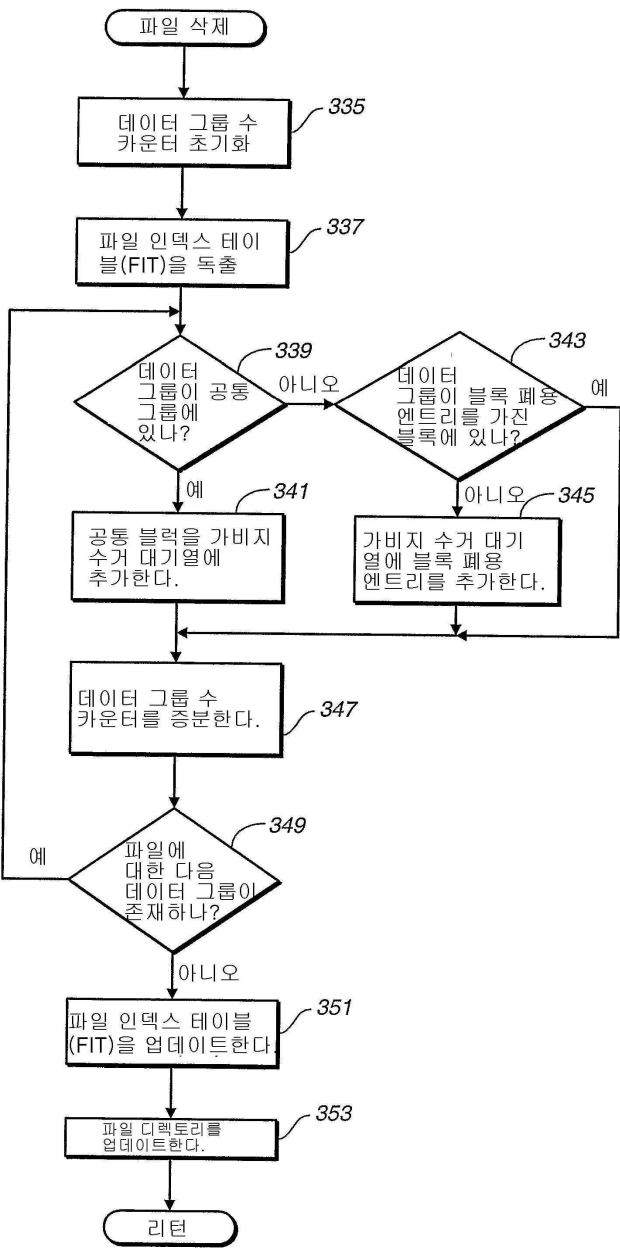 파일 삭제
335
데이터 그룹 수
카운터 초기화
337
파일 인덱스 테이
블(FIT)을 독출
339
데이터
그룹이 공통
그룹에
있나?
아니오
343
데이터
그룹이 블록 폐용
엔트리를 가진
블록에 있나?
예
예
341
공통 블럭을 가비지
수거 대기열에
추가한다.
아니오
345
가비지 수거 대기
열에 블록 폐용
엔트리를 추가한다.
데이터 그룹 수
카운터를 증분한다.
347
349
파일에
대한 다음
데이터 그룹이
존재하나?
예
아니오
351
파일 인덱스 테이블
(FIT)을 업데이트한다.
353
파일 디렉토리를
업데이트한다.
리턴